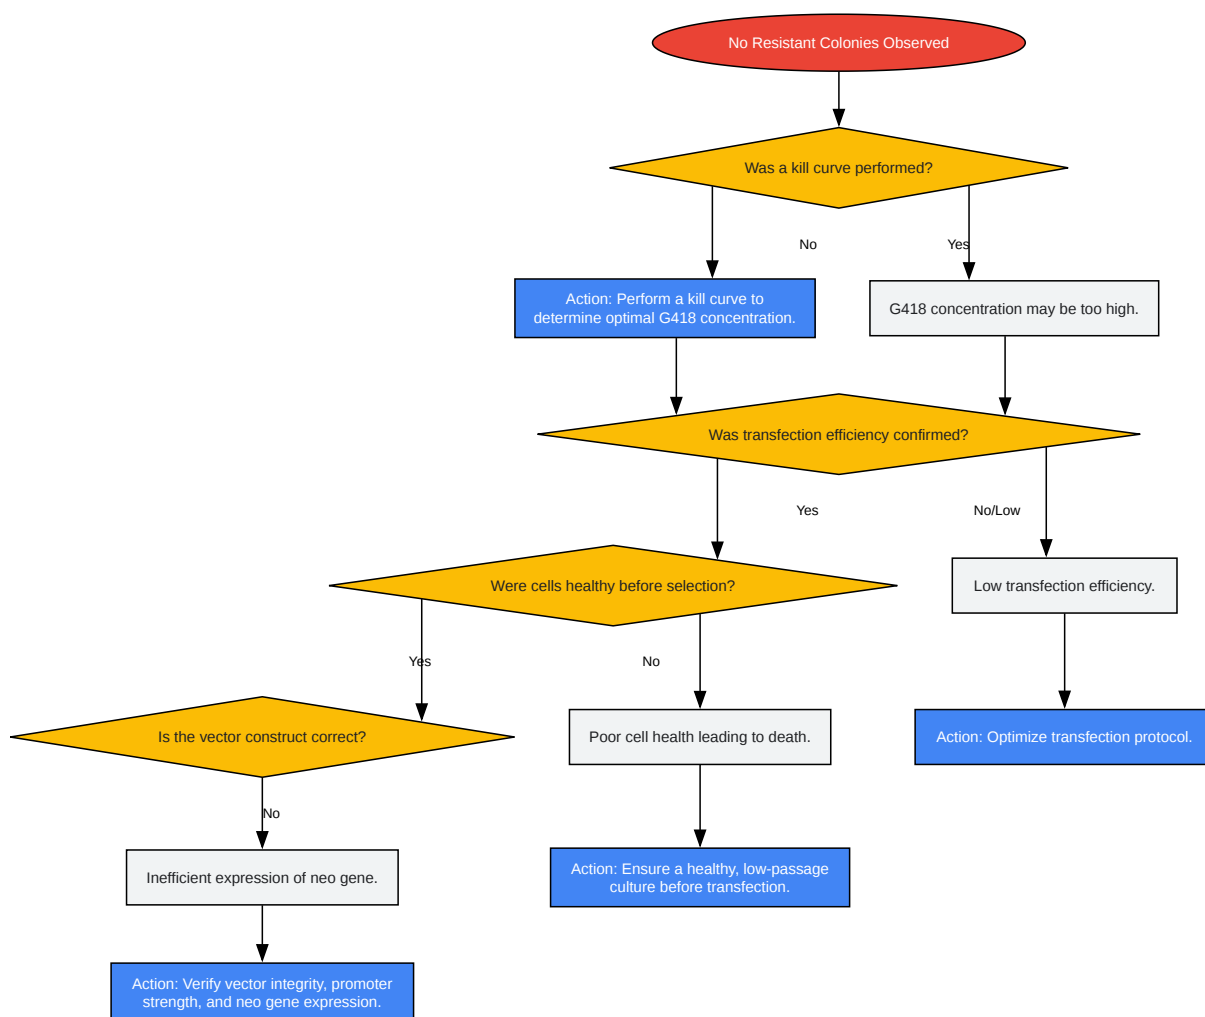 No Resistant Colonies Observed
Was a kill curve performed?
No
Yes
Action: Perform a kill curve to
determine optimal G418 concentration.
G418 concentration may be too high.
Was transfection efficiency confirmed?
Yes
No/Low
Were cells healthy before selection?
Low transfection efficiency.
Yes
No
Is the vector construct correct?
Poor cell health leading to death.
Action: Optimize transfection protocol.
No
Inefficient expression of neo gene.
Action: Ensure a healthy, low-passage
culture before transfection.
Action: Verify vector integrity, promoter
strength, and neo gene expression.